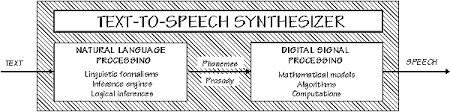 TEXT-TO-SPEECH SYNTHESIZER
TEXT
NATURAL LANGUAGE
PROCESSING
Linguistic formalisms
Inference engines
Logical inferences
Phonemes
Prosody
DIGITAL SIGNAL
PROCESSING
Mathematical models
Algorithms
Computations
SPEECH